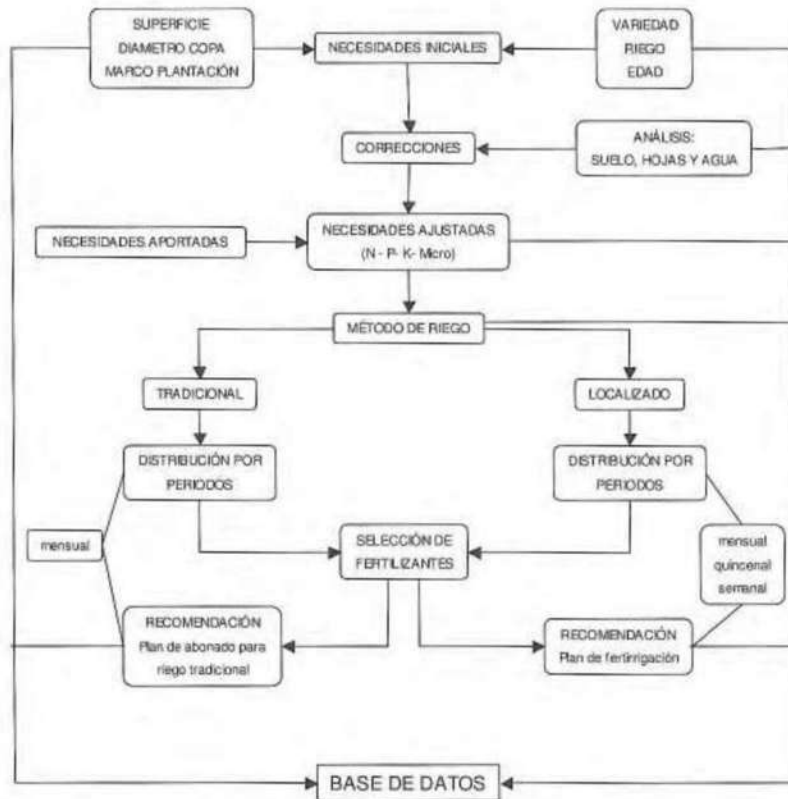 SUPERFICIE
DIAMETRO COPA
MARCO PLANTACIÓN
NECESIDADES INICIALES
VARIEDAD
RIEGO
EDAD
CORRECCIONES
ANÁLISIS:
SUELO, HOJAS Y AGUA
NECESIDADES APORTADAS
NECESIDADES AJUSTADAS
(N - P- K- Micro)
MÉTODO DE RIEGO
TRADICIONAL
LOCALIZADO
DISTRIBUCIÓN POR
PERIODOS
DISTRIBUCIÓN POR
PERIODOS
mensual
SELECCIÓN DE
FERTILIZANTES
mensual
quincenal
semanal
RECOMENDACIÓN
Plan de abonado para
riego tradicional
RECOMENDACIÓN
Plan de fertirrigación
BASE DE DATOS